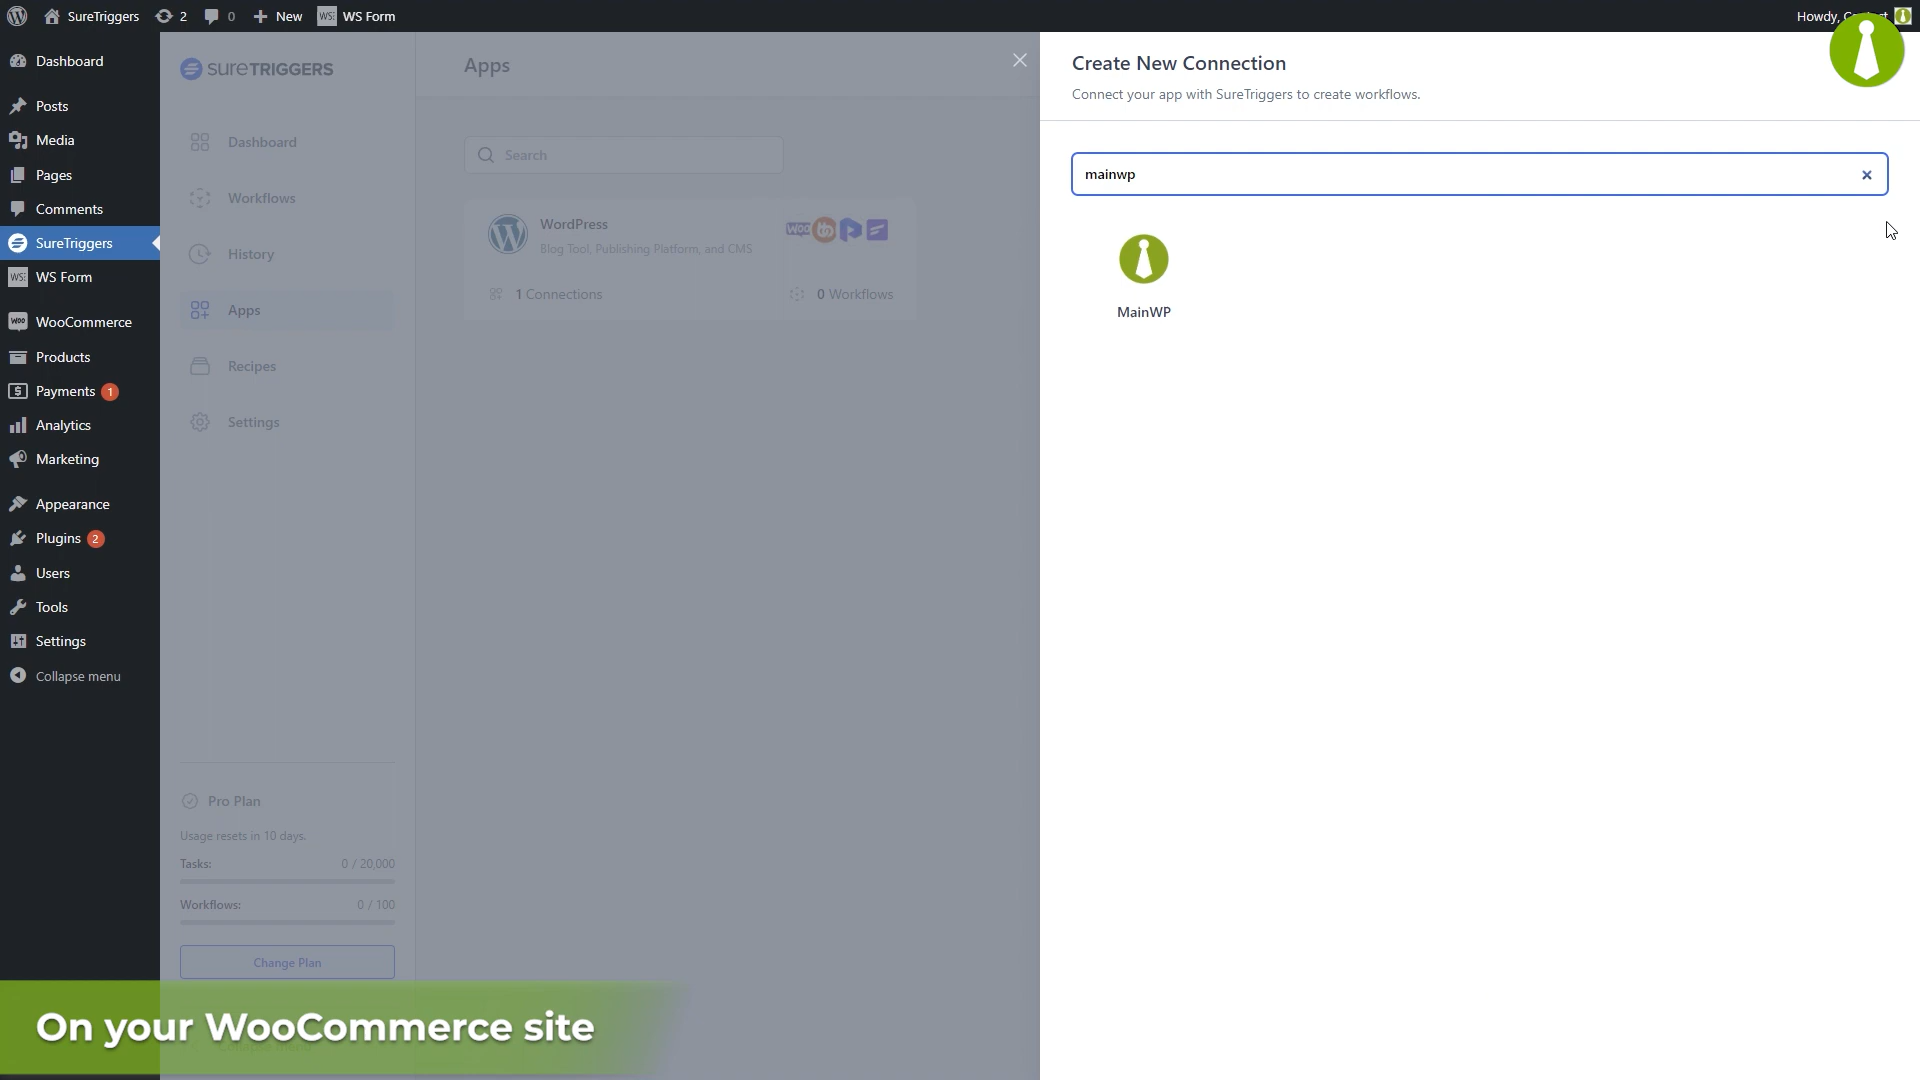 SureTriggers
2
0
New
WS Form
Howdy,
Dashboard
Posts
Media
Pages
Comments
SureTriggers
WS Form
WooCommerce
Products
Payments 1
Analytics
Marketing
Appearance
Plugins 2
Users
Tools
Settings
Collapse menu
SureTRIGGERS
Dashboard
Workflows
History
Apps
Recipes
Settings
Pro Plan
Usage resets in 10 days.
Tasks: 0 / 20,000
Workflows: 0 / 100
Change Plan
Apps
Search
WordPress
Blog Tool, Publishing Platform, and CMS
1 Connections
0 Workflows
Create New Connection
Connect your app with SureTriggers to create workflows.
mainwp
MainWP
On your WooCommerce site